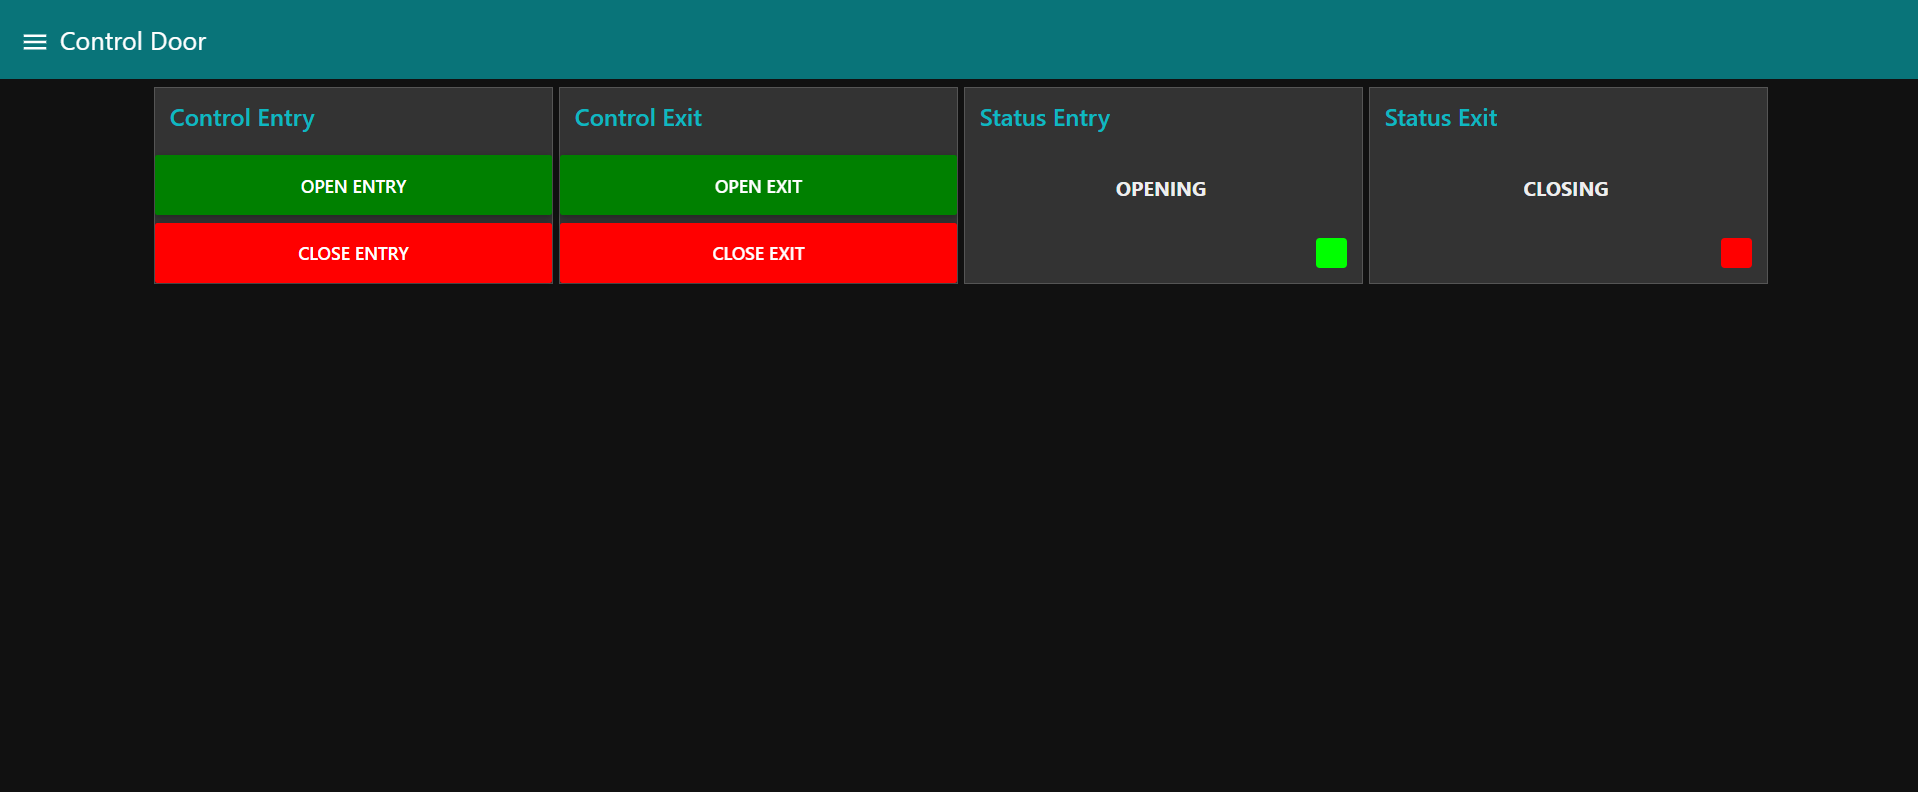 Control Door
Control Entry
OPEN ENTRY
CLOSE ENTRY
Control Exit
OPEN EXIT
CLOSE EXIT
Status Entry
OPENING
Status Exit
CLOSING